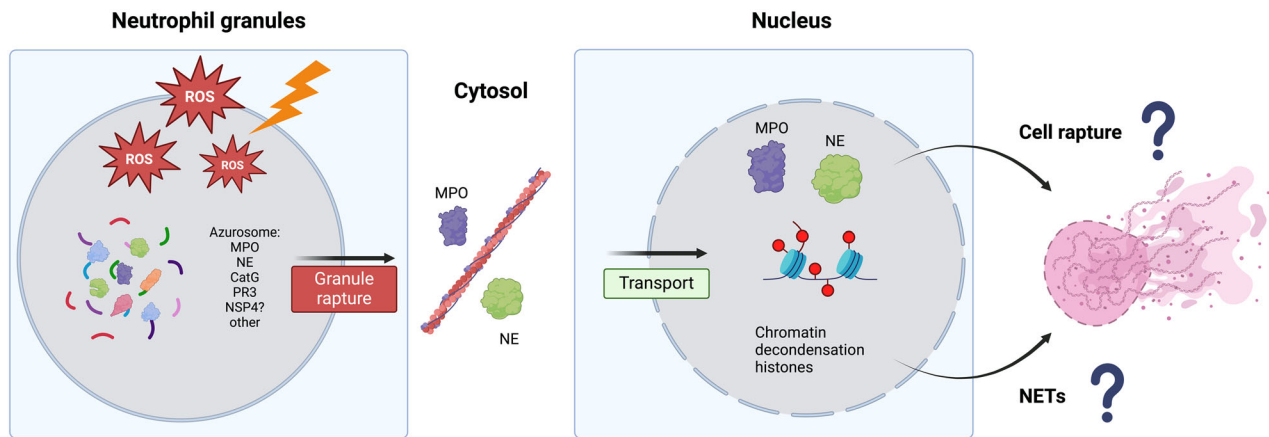 Neutrophil granules
ROS
ROS
ROS
Azurosome:
MPO
NE
CatG
PR3
NSP4?
other
Granule
rapture
Cytosol
MPO
NE
Transport
Nucleus
MPO
NE
Chromatin
decondensation
histones
Cell rapture ?
NETs ?